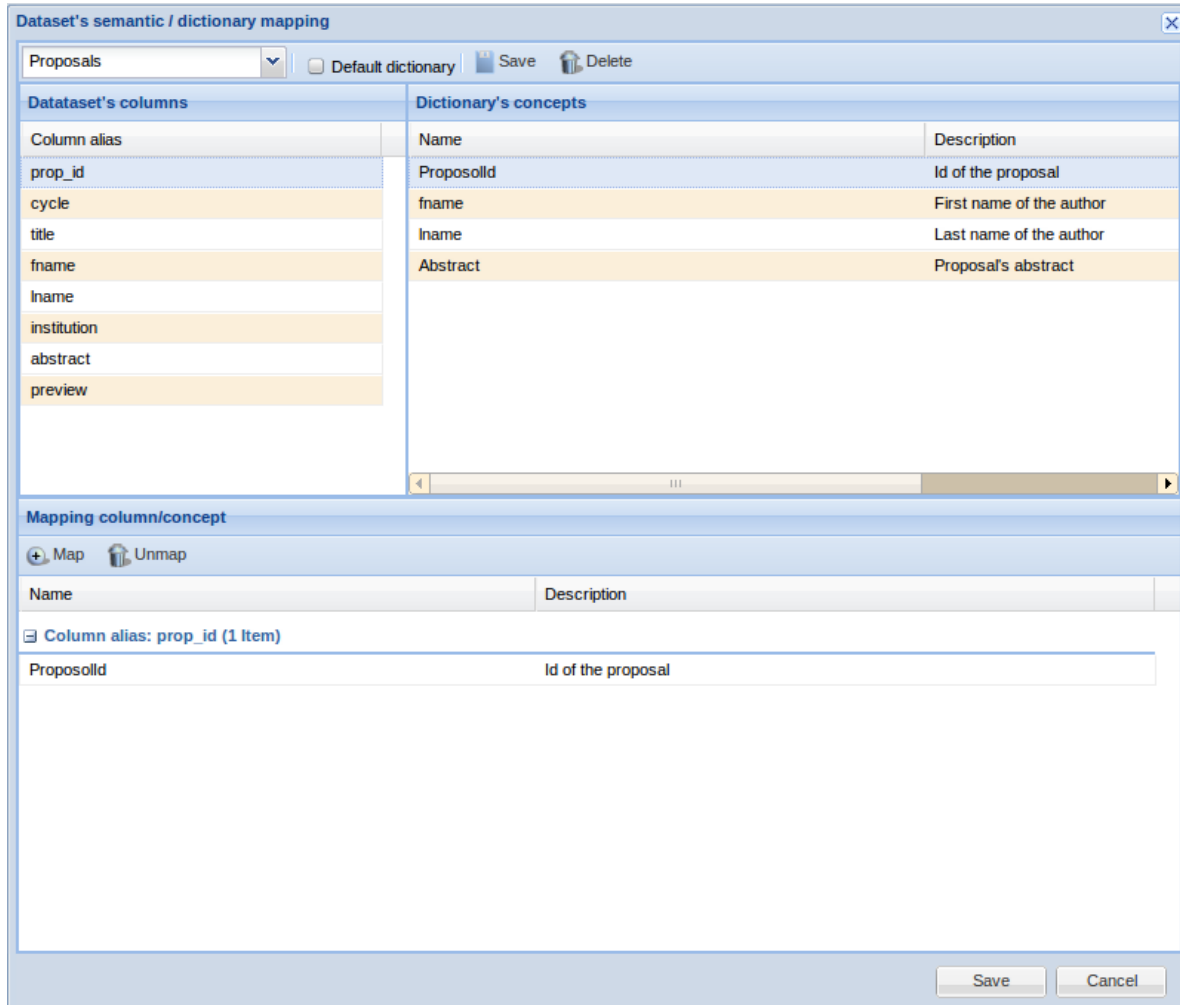 Dataset's semantic / dictionary mapping
Proposals Default dictionary Save Delete
Datataset's columns Dictionary's concepts
Column alias Name Description
prop_id ProposolId Id of the proposal
cycle fname First name of the author
title lname Last name of the author
fname Abstract Proposal's abstract
lname
institution
abstract
preview
Mapping column/concept
Map Unmap
Name Description
Column alias: prop_id (1 Item)
ProposolId Id of the proposal
Save Cancel